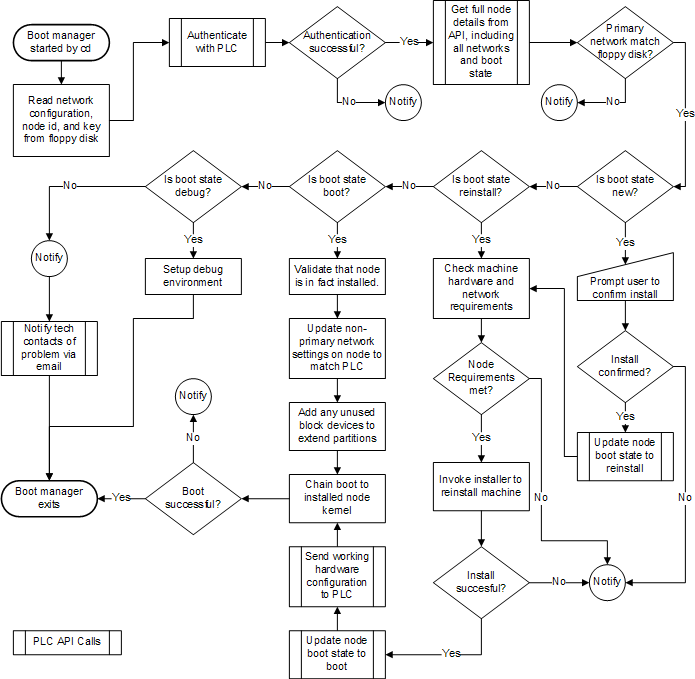 Boot manager
started by cd
Read network
configuration,
node id, and key
from floppy disk
Authenticate
with PLC
Authentication
successful?
Yes
No
Notify
Get full node
details from
API, including
all networks
and boot
state
Primary
network match
floppy disk?
No
Notify
Yes
Is boot state
new?
No
Is boot state
reinstall?
No
Is boot state
boot?
No
Is boot state
debug?
No
Notify
Notify tech
contacts of
problem via
email
Yes
Setup debug
environment
Yes
Validate that node
is in fact installed.
Update non-
primary network
settings on node to
match PLC
Add any unused
block devices to
extend partitions
Chain boot to
installed node
kernel
Boot
successful?
No
Notify
Yes
Boot manager
exits
Yes
Check machine
hardware and
network
requirements
Node
Requirements
met?
Yes
No
Invoke installer to
reinstall machine
Install
succesful?
No
Notify
Yes
Update node
boot state to
boot
Send working
hardware
configuration
to PLC
Yes
Prompt user to
confirm install
Install
confirmed?
Yes
No
Update node
boot state to
reinstall
PLC API Calls